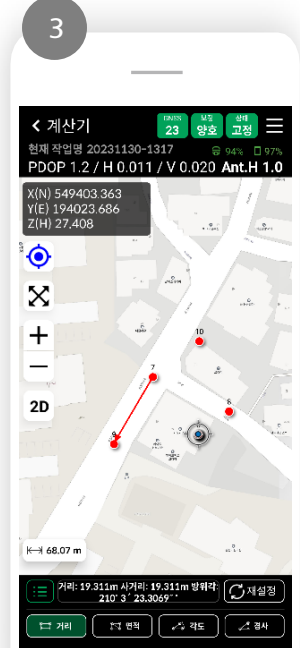 3
계산기
GNSS 보정 상태
23 양호 고정
현재 작업명 20231130-1317 94% 97%
PDOP 1.2 / H 0.011 / V 0.020 Ant.H 1.0
X(N) 549403.363
Y(E) 194023.686
Z(H) 27.408
10
7
8
2D
68.07 m
거리: 19.311m 사거리: 19.311m 방위각:
210° 3´ 23.3069˝
재설정
거리 면적 각도 경사